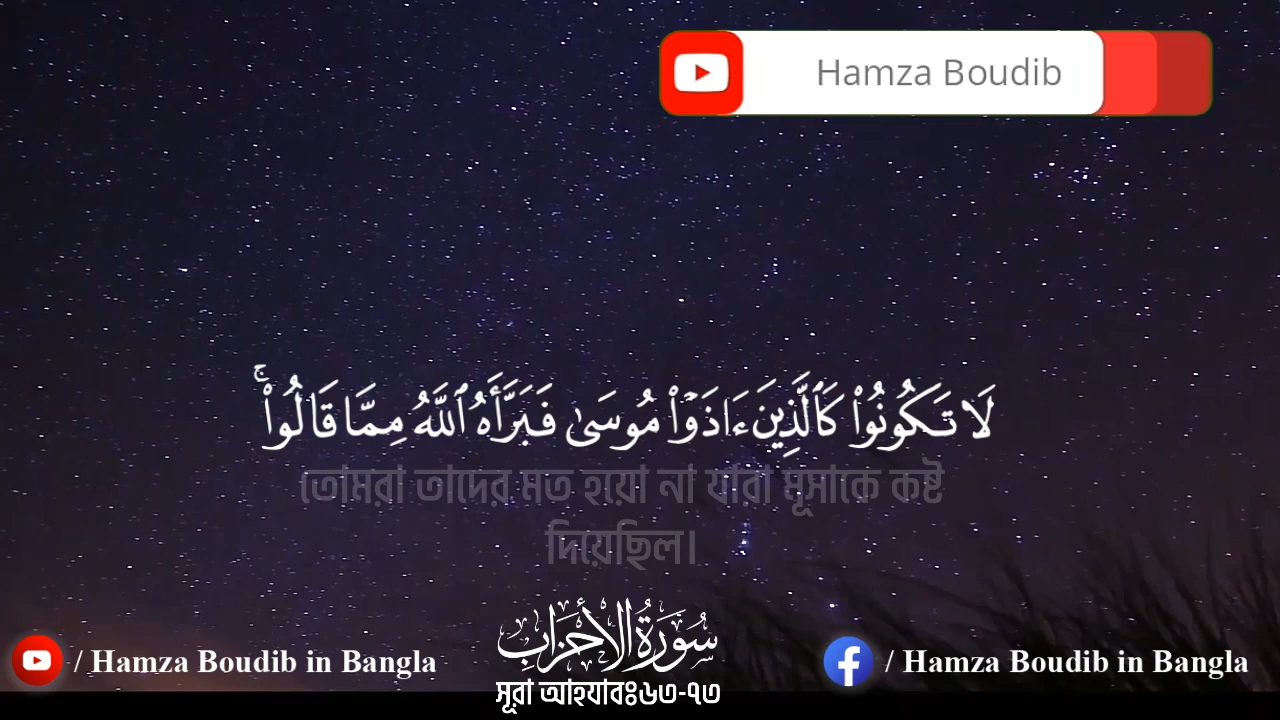 Hamza Boudib
لَا تَكُونُوا۟ كَٱلَّذِينَ ءَاذَوْا۟ مُوسَىٰ فَبَرَّأَهُ ٱللَّهُ مِمَّا قَالُوا۟ ۚ
তোমরা তাদের মত হয়ো না যারা মূসাকে কষ্ট
দিয়েছিল।
سُورَةُ الأَحْزَابِ
/ Hamza Boudib in Bangla
সূরা আহযাবঃ৬৩-৭৩
/ Hamza Boudib in Bangla